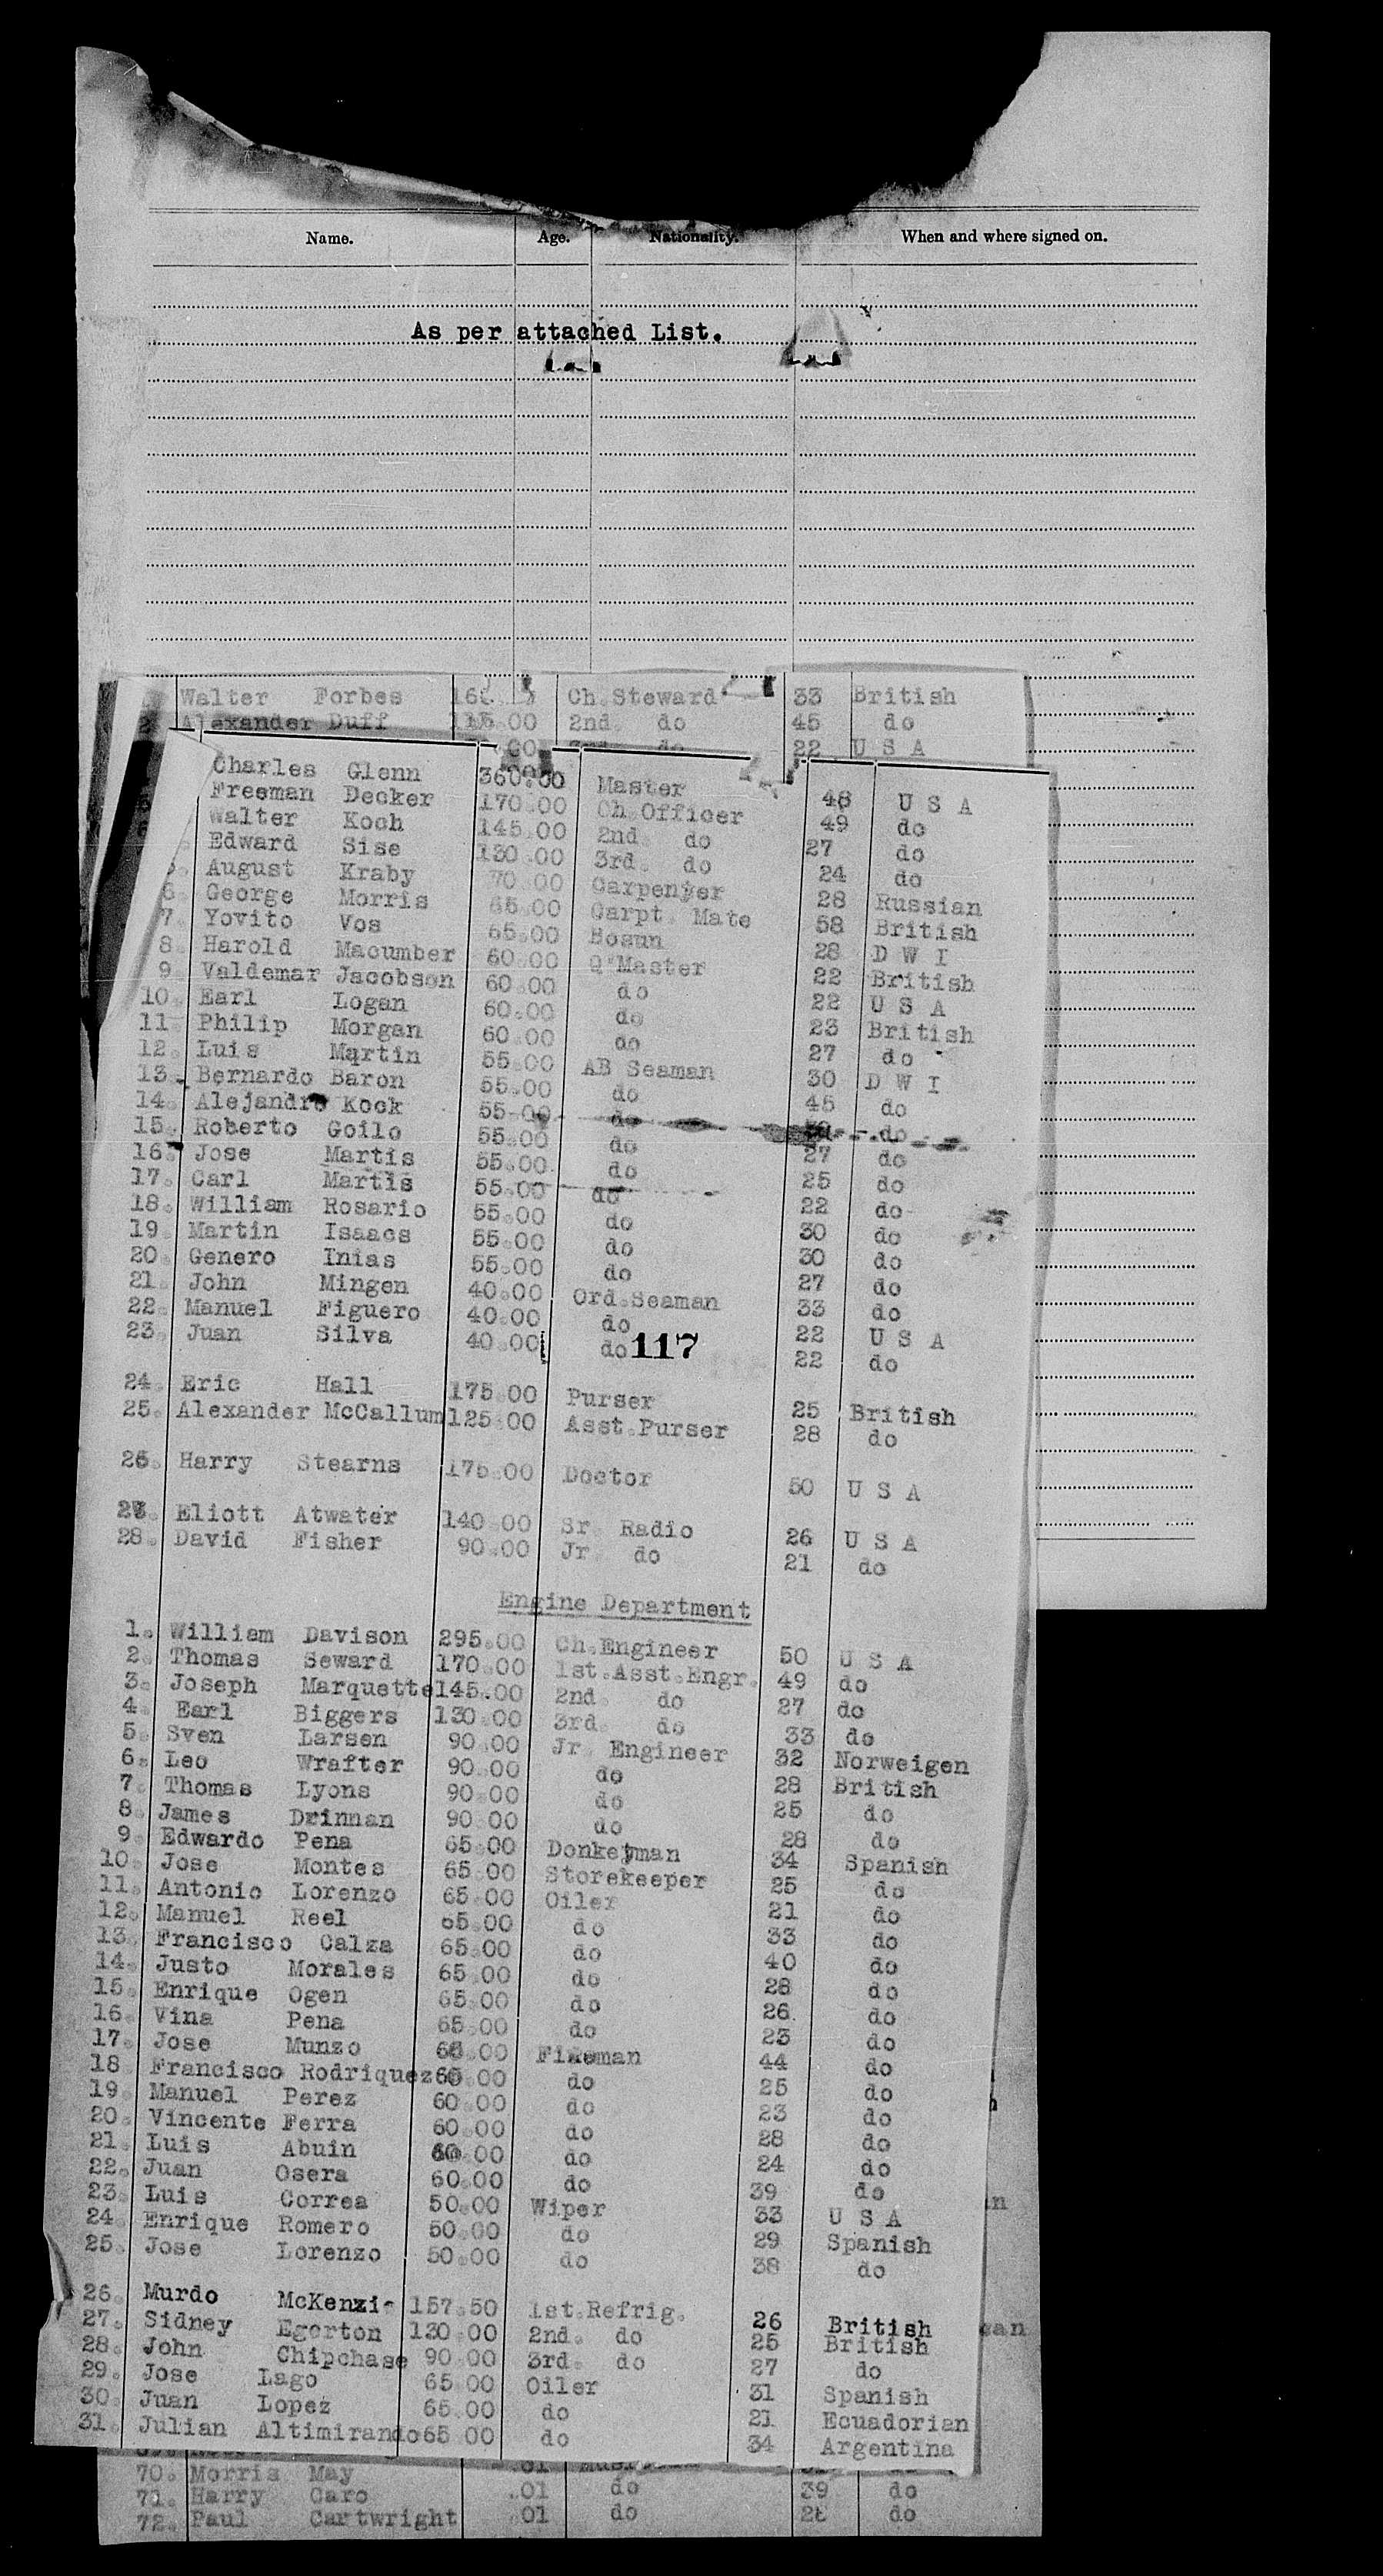 Name. Age. Nationality. When and where signed on.
As per attached List.
Walter Forbes Ch.Steward 33 British
2 Alexander Duff 115.00 2nd do 45 do
22 U S A
Charles Glenn 360.00 Master 48 U S A
Freeman Decker 170.00 Ch.Officer 49 do
Walter Koch 145.00 2nd. do 27 do
Edward Sise 130.00 3rd. do 24 do
August Kraby 70.00 Carpenter 28 Russian
6. George Morris 65.00 Carpt. Mate 58 British
7. Yovito Vos 65.00 Bosun 28 D W I
8. Harold Macumber 60.00 Q'Master 22 British
9. Valdemar Jacobson 60.00 do 22 U S A
10. Earl Logan 60.00 do 23 British
11. Philip Morgan 60.00 do 27 do
12. Luis Martin 55.00 AB Seaman 30 D W I
13. Bernardo Baron 55.00 do 45 do
14. Alejandro Kock 55.00 do do
15. Roberto Goilo 55.00 do 27 do
16. Jose Martis 55.00 do 25 do
17. Carl Martis 55.00 do 22 do
18. William Rosario 55.00 do 30 do
19. Martin Isaacs 55.00 do 30 do
20. Genero Inias 55.00 do 27 do
21. John Mingen 40.00 Ord.Seaman 33 do
22. Manuel Figuero 40.00 do 22 U S A
23. Juan Silva 40.00 do 22 do
117
24. Eric Hall 175.00 Purser 25 British
25. Alexander McCallum 125.00 Asst.Purser 28 do
26. Harry Stearns 175.00 Doctor 50 U S A
27. Eliott Atwater 140.00 Sr. Radio 26 U S A
28. David Fisher 90.00 Jr. do 21 do
Engine Department
1. William Davison 295.00 Ch.Engineer 50 U S A
2. Thomas Seward 170.00 1st.Asst.Engr. 49 do
3. Joseph Marquette 145.00 2nd. do 27 do
4. Earl Biggers 130.00 3rd. do 33 do
5. Sven Larsen 90.00 Jr. Engineer 32 Norweigen
6. Leo Wrafter 90.00 do 28 British
7. Thomas Lyons 90.00 do 25 do
8. James Drinnan 90.00 do 28 do
9. Edwardo Pena 65.00 Donkeyman 34 Spanish
10. Jose Montes 65.00 Storekeeper 25 do
11. Antonio Lorenzo 65.00 Oiler 21 do
12. Manuel Reel 65.00 do 33 do
13. Francisco Calza 65.00 do 40 do
14. Justo Morales 65.00 do 28 do
15. Enrique Ogen 65.00 do 26 do
16. Vina Pena 65.00 do 23 do
17. Jose Munzo 60.00 Fireman 44 do
18. Francisco Rodriquez 60.00 do 25 do
19. Manuel Perez 60.00 do 23 do
20. Vincente Ferra 60.00 do 28 do
21. Luis Abuin 60.00 do 24 do
22. Juan Osera 60.00 do 39 do
23. Luis Correa 50.00 Wiper 33 U S A
24. Enrique Romero 50.00 do 29 Spanish
25. Jose Lorenzo 50.00 do 38 do
26. Murdo McKenzie 157.50 1st.Refrig. 26 British
27. Sidney Egerton 130.00 2nd. do 25 British
28. John Chipchase 90.00 3rd. do 27 do
29. Jose Lago 65.00 Oiler 31 Spanish
30. Juan Lopez 65.00 do 21 Ecuadorian
31. Julian Altimirando 65.00 do 34 Argentina
70. Morris May .01 do 39 do
71. Harry Caro .01 do 28 do
72. Paul Cartwright